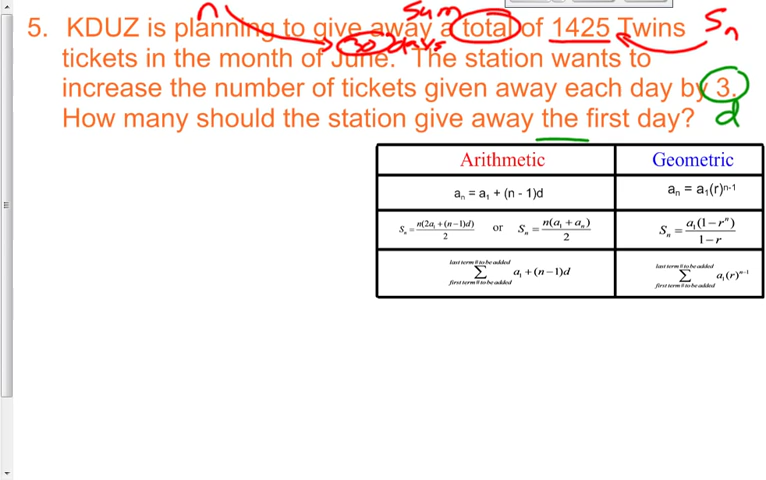 n Sum
5. KDUZ is planning to give away a total of 1425 Twins Sn
30 days
tickets in the month of June. The station wants to
increase the number of tickets given away each day by 3.
How many should the station give away the first day? d
Arithmetic Geometric
aₙ = a₁ + (n - 1)d aₙ = a₁(r)ⁿ⁻¹
Sₙ = n(2a₁ + (n−1)d) / 2 or Sₙ = n(a₁ + aₙ) / 2 Sₙ = a₁(1−rⁿ) / 1−r
last term # to be added last term # to be added
∑ a₁ + (n−1)d ∑ a₁(r)ⁿ⁻¹
first term # to be added first term # to be added